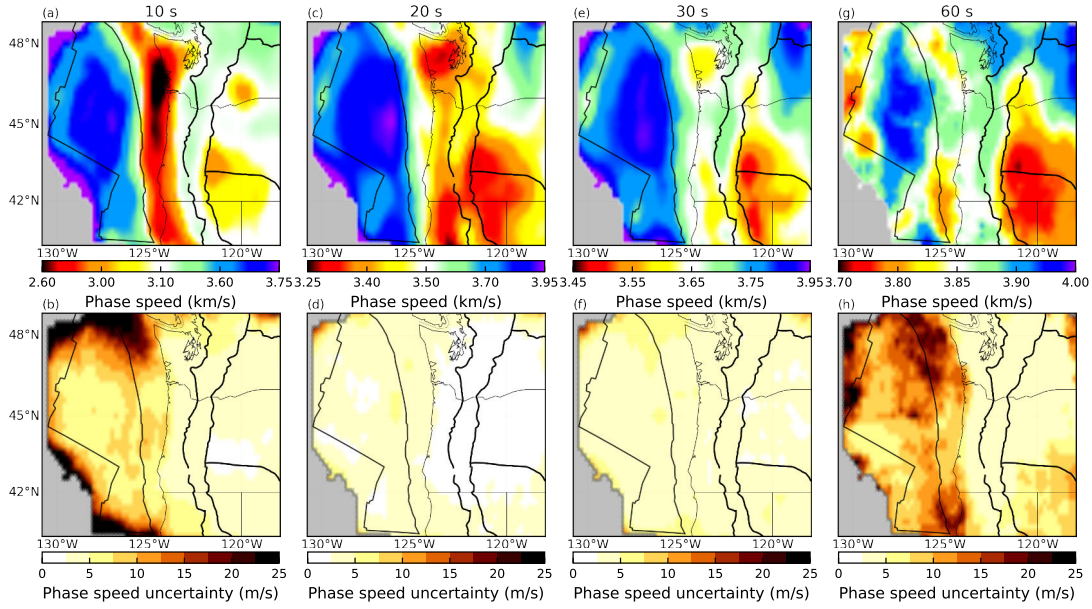 (a) 10 s (c) 20 s (e) 30 s (g) 60 s
48°N
45°N
42°N
130°W 125°W 120°W 130°W 125°W 120°W 130°W 125°W 120°W 130°W 125°W 120°W
2.60 3.00 3.10 3.60 3.75 3.25 3.40 3.50 3.80 3.95 3.45 3.55 3.65 3.75 3.95 3.70 3.80 3.85 3.90 4.00
Phase speed (km/s) Phase speed (km/s) Phase speed (km/s) Phase speed (km/s)
(b) (d) (f) (h)
48°N
45°N
42°N
130°W 125°W 120°W 130°W 125°W 120°W 130°W 125°W 120°W 130°W 125°W 120°W
0 5 10 15 20 25 0 5 10 15 20 25 0 5 10 15 20 25 0 5 10 15 20 25
Phase speed uncertainty (m/s) Phase speed uncertainty (m/s) Phase speed uncertainty (m/s) Phase speed uncertainty (m/s)